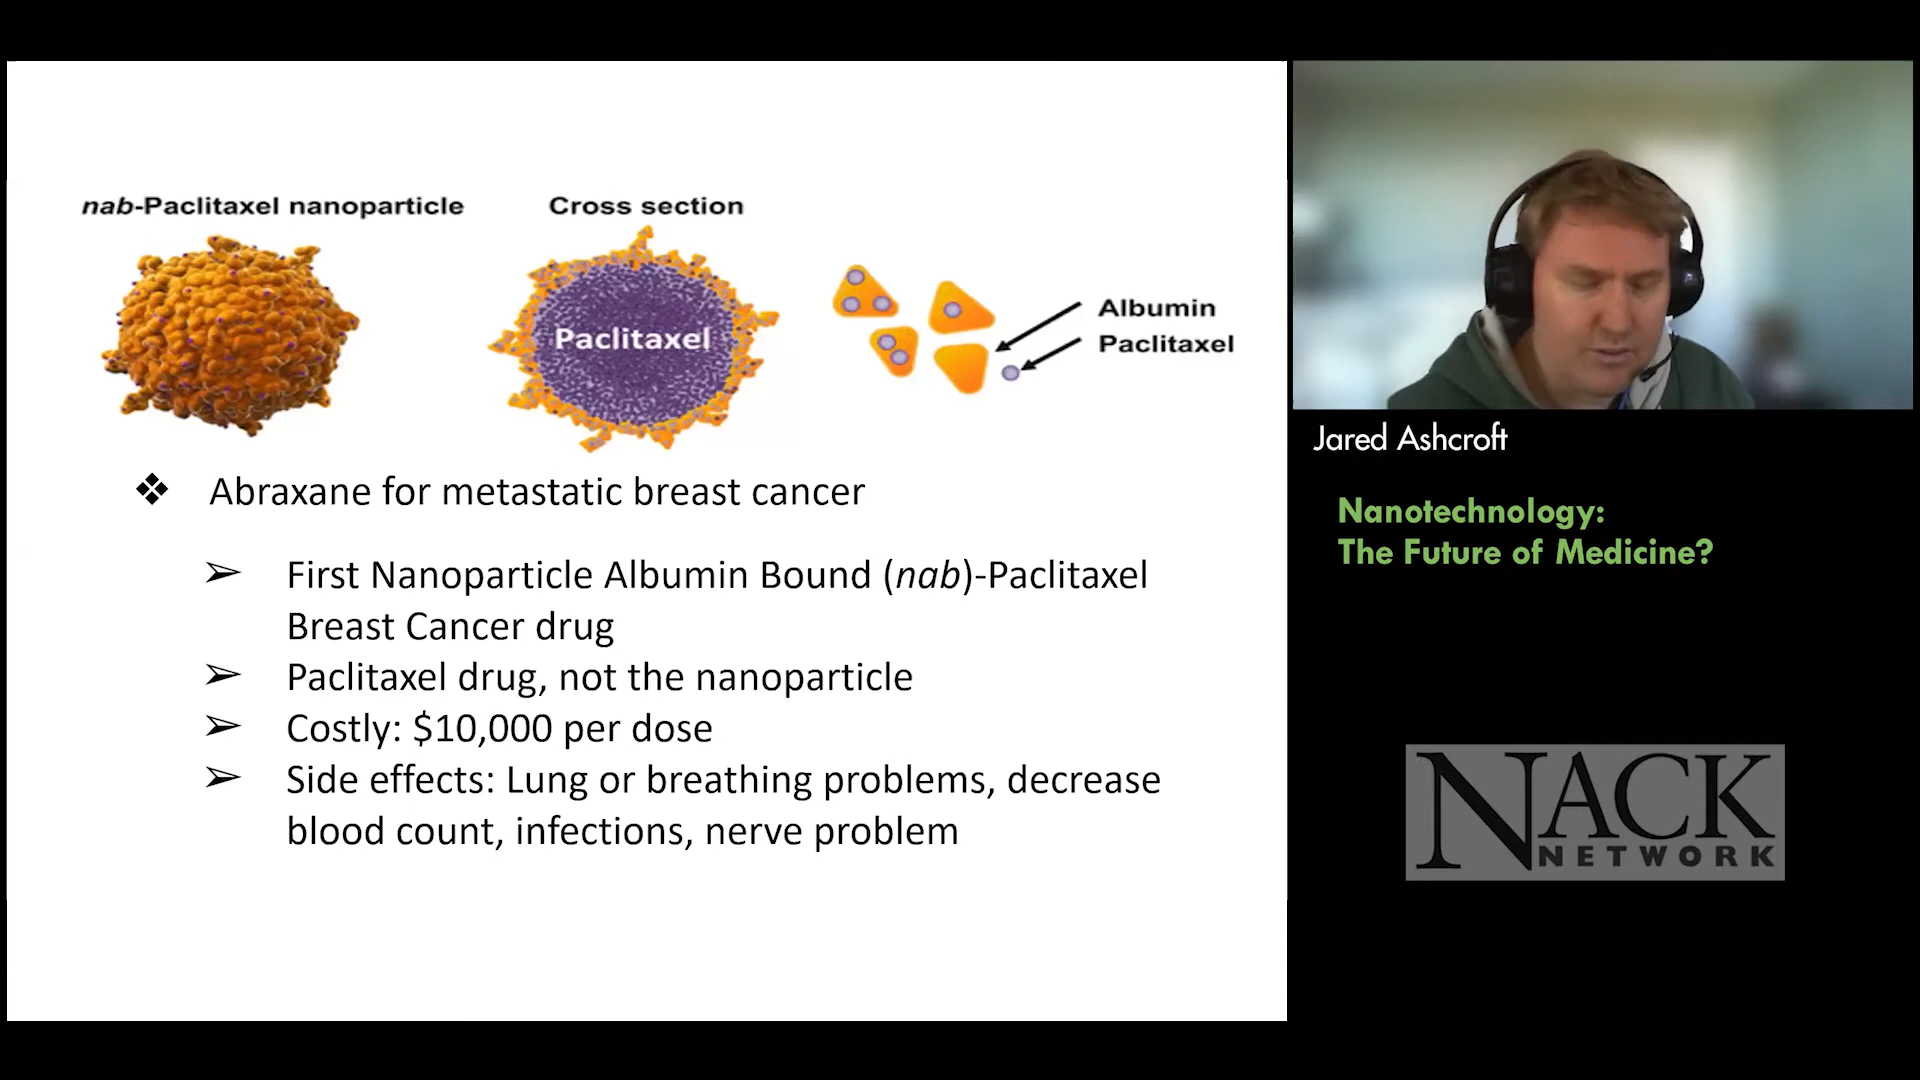 nab-Paclitaxel nanoparticle
Cross section
Paclitaxel
Albumin
Paclitaxel
❖ Abraxane for metastatic breast cancer
➢ First Nanoparticle Albumin Bound (nab)-Paclitaxel
Breast Cancer drug
➢ Paclitaxel drug, not the nanoparticle
➢ Costly: $10,000 per dose
➢ Side effects: Lung or breathing problems, decrease
blood count, infections, nerve problem
Jared Ashcroft
Nanotechnology:
The Future of Medicine?
NACK
NETWORK